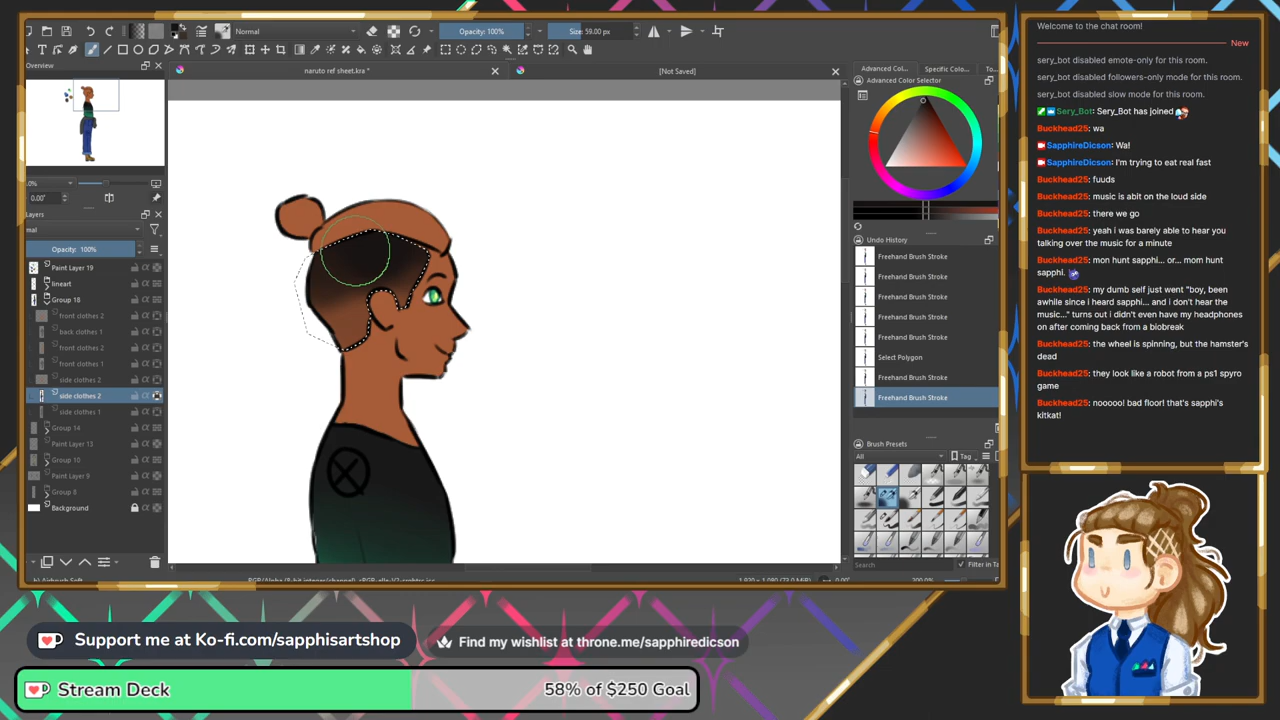 Normal
Opacity: 100%
Size: 59.00 px
Overview
naruto ref sheet.kra *
[Not Saved]
Advanced Col...
Specific Colo...
To...
Advanced Color Selector
0.00°
Layers
Opacity: 100%
Paint Layer 19
lineart
Group 18
front clothes 2
back clothes 1
front clothes 2
front clothes 1
side clothes 2
side clothes 2
side clothes 1
Group 14
Paint Layer 13
Group 10
Paint Layer 9
Group 8
Background
Undo History
Freehand Brush Stroke
Freehand Brush Stroke
Freehand Brush Stroke
Freehand Brush Stroke
Freehand Brush Stroke
Select Polygon
Freehand Brush Stroke
Freehand Brush Stroke
Brush Presets
All
Tag
Search
Filter in Ta
Welcome to the chat room!
New
sery_bot disabled emote-only for this room.
sery_bot disabled followers-only mode for this room.
sery_bot disabled slow mode for this room.
Sery_Bot: Sery_Bot has joined
Buckhead25: wa
SapphireDicson: Wa!
SapphireDicson: I'm trying to eat real fast
Buckhead25: fuuds
Buckhead25: music is abit on the loud side
Buckhead25: there we go
Buckhead25: yeah i was barely able to hear you
talking over the music for a minute
Buckhead25: mon hunt sapphi... or... mom hunt
sapphi.
Buckhead25: my dumb self just went "boy, been
awhile since i heard sapphi... and i don't hear the
music..." turns out i didn't even have my headphones
on after coming back from a biobreak
Buckhead25: the wheel is spinning, but the hamster's
dead
Buckhead25: they look like a robot from a ps1 spyro
game
Buckhead25: noooool bad floor! that's sapphi's
kitkat!
Support me at Ko-fi.com/sapphisartshop
Find my wishlist at throne.me/sapphiredicson
Stream Deck
58% of $250 Goal